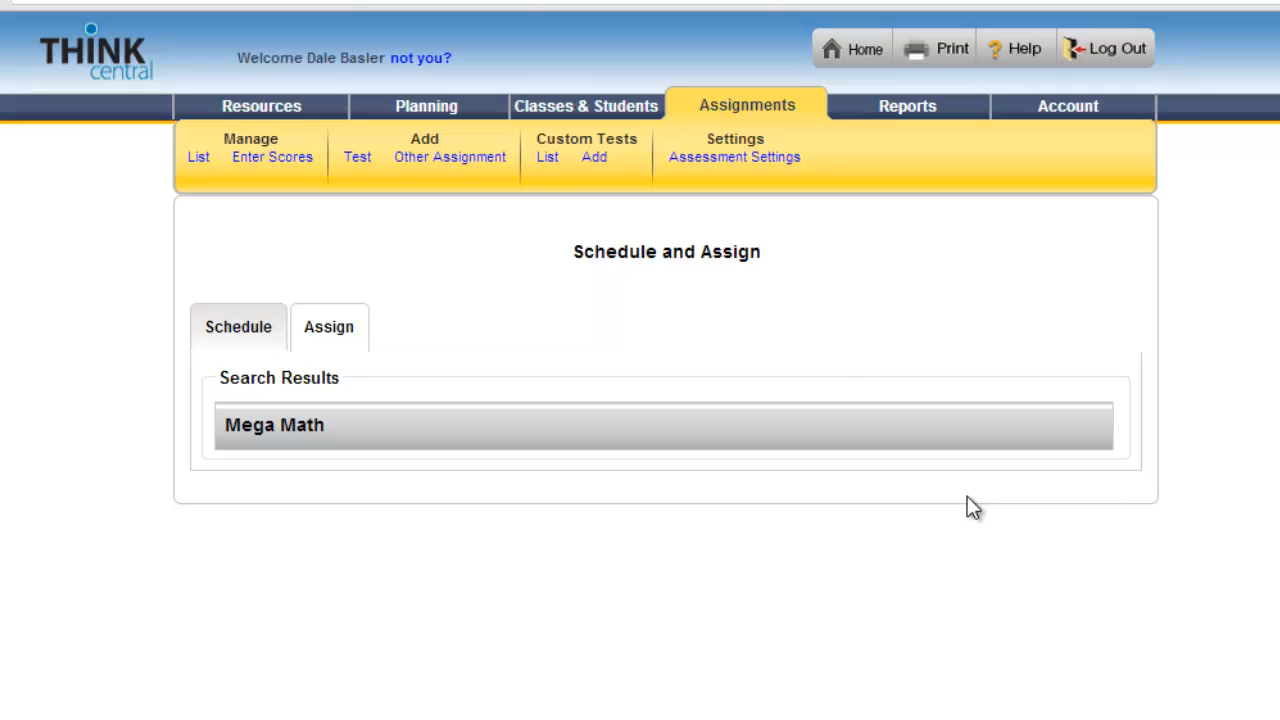 THINK
central
Welcome Dale Basler not you?
Home Print Help Log Out
Resources Planning Classes & Students Assignments Reports Account
Manage Add Custom Tests Settings
List Enter Scores Test Other Assignment List Add Assessment Settings
Schedule and Assign
Schedule Assign
Search Results
Mega Math